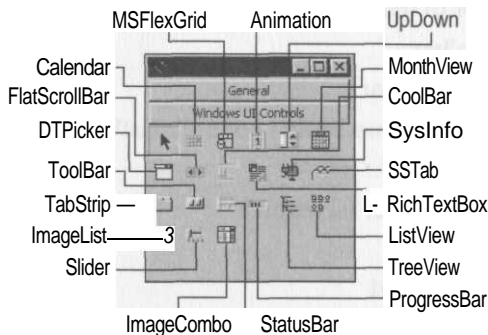 MSFlexGrid Animation UpDown
Calendar
FlatScrollBar
DTPicker
ToolBar
TabStrip
ImageList
Slider
General
Windows UI Controls
MonthView
CoolBar
SysInfo
SSTab
RichTextBox
ListView
TreeView
ProgressBar
ImageCombo StatusBar